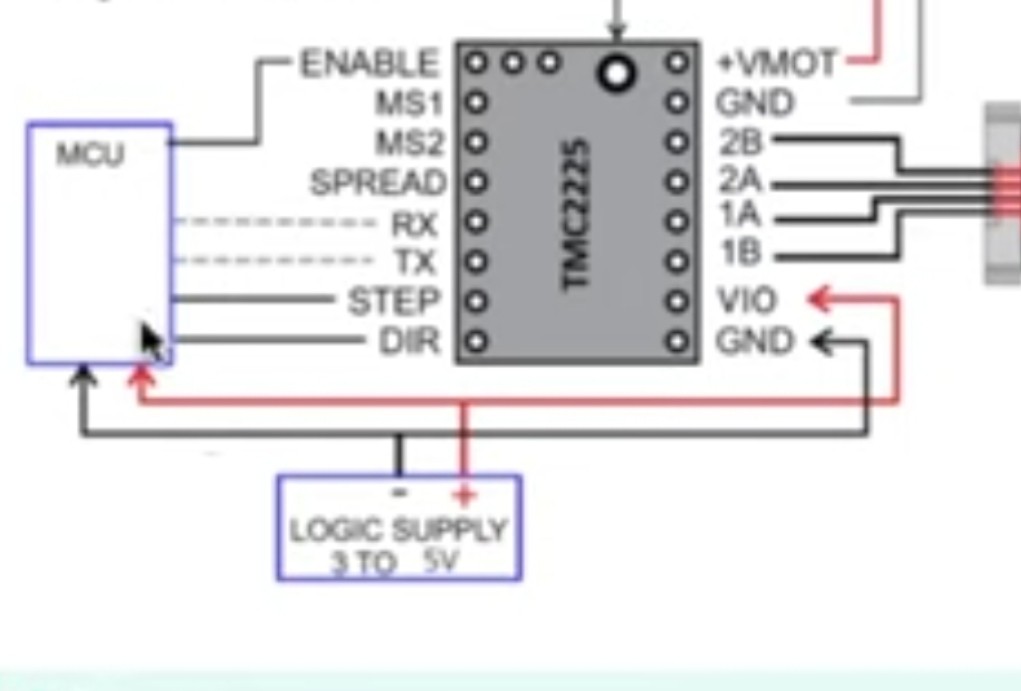 ENABLE
MS1
MS2
SPREAD
RX
TX
STEP
DIR
MCU
TMC2225
+VMOT
GND
2B
2A
1A
1B
VIO
GND
- +
LOGIC SUPPLY
3 TO 5V